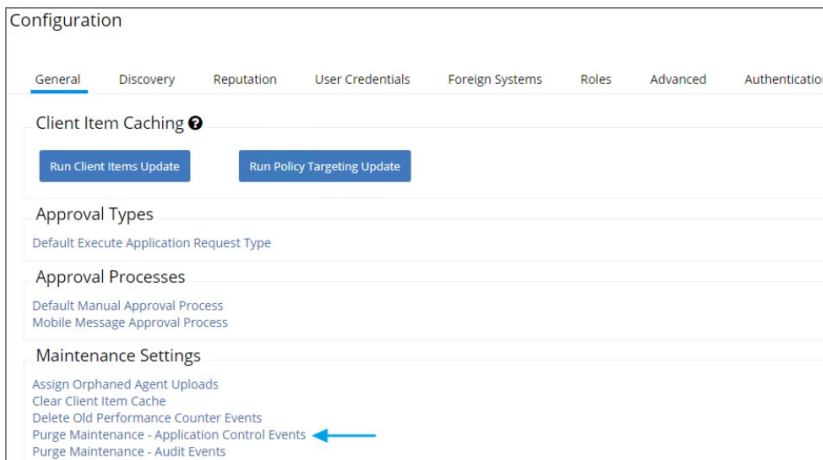 Configuration
General Discovery Reputation User Credentials Foreign Systems Roles Advanced Authentication
Client Item Caching
Run Client Items Update Run Policy Targeting Update
Approval Types
Default Execute Application Request Type
Approval Processes
Default Manual Approval Process
Mobile Message Approval Process
Maintenance Settings
Assign Orphaned Agent Uploads
Clear Client Item Cache
Delete Old Performance Counter Events
Purge Maintenance - Application Control Events
Purge Maintenance - Audit Events